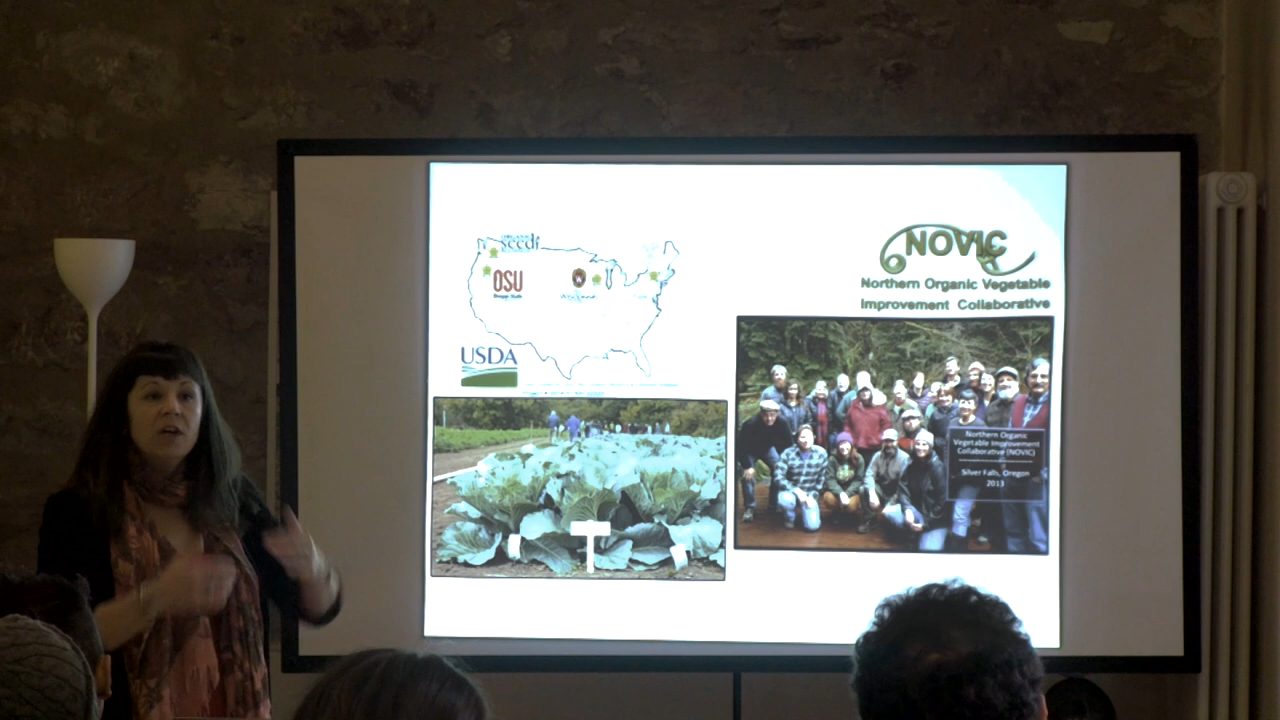 seed
OSU
USDA
NOVIC
Northern Organic Vegetable
Improvement Collaborative
Northern Organic
Vegetable Improvement
Collaborative (NOVIC)
Silver Falls, Oregon
2013